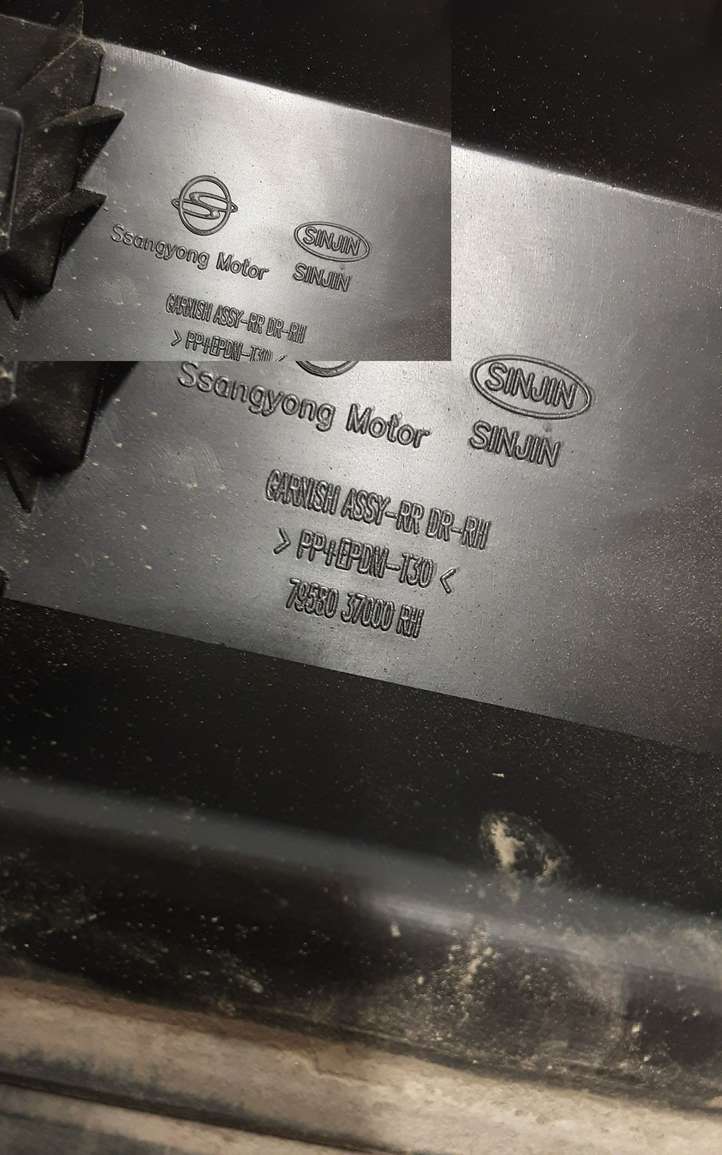 Ssangyong Motor
SINJIN
SINJIN
GARNISH ASSY-RR DR-RH
> PP+EPDM-T30 <
Ssangyong Motor
SINJIN
SINJIN
GARNISH ASSY-RR DR-RH
> PP+EPDM-T30 <
79580 37000 RH